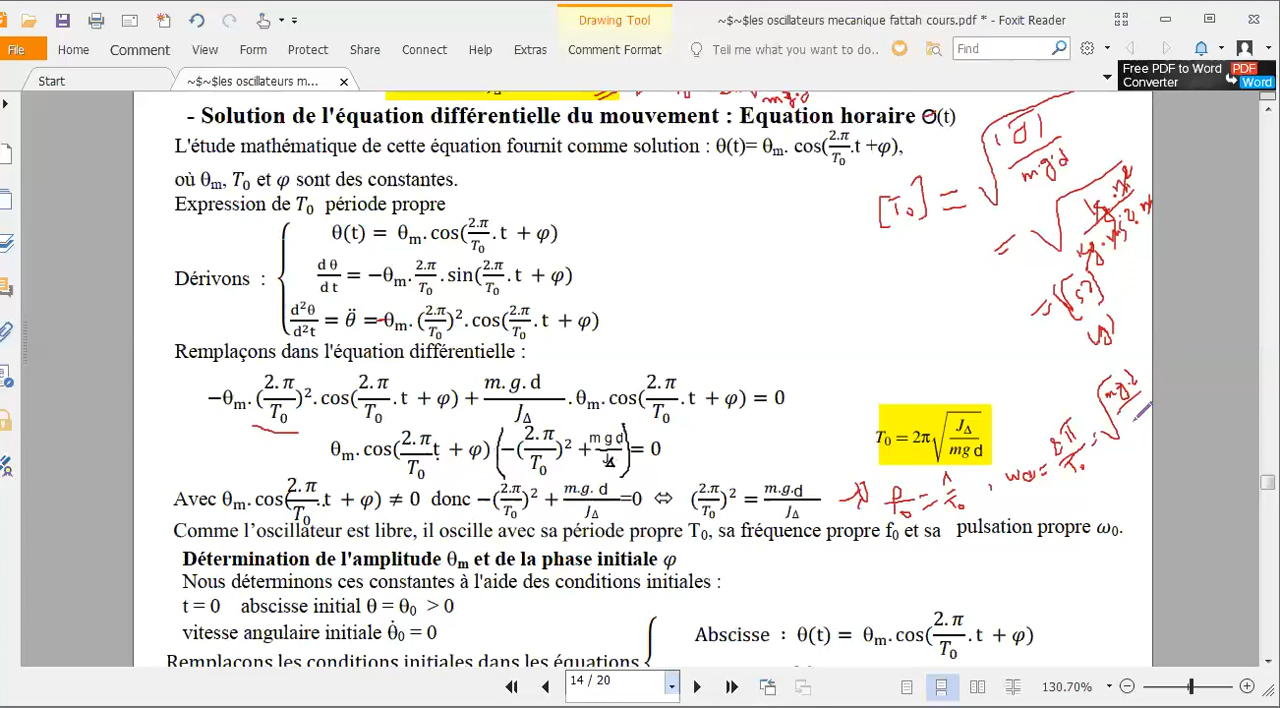 Drawing Tool
~$~$les oscillateurs mecanique fattah cours.pdf * - Foxit Reader
File Home Comment View Form Protect Share Connect Help Extras Comment Format Tell me what you want to do.. Find
Start ~$~$les oscillateurs m...
Free PDF to Word Converter PDF Word
m.g.d
- Solution de l'équation différentielle du mouvement : Equation horaire Θ(t)
L'étude mathématique de cette équation fournit comme solution : θ(t)= θm. cos(2.π/T0 .t +φ),
où θm, T0 et φ sont des constantes.
Expression de T0 période propre
θ(t) = θm.cos(2.π/T0 .t + φ)
Dérivons : dθ/dt = −θm.2.π/T0 .sin(2.π/T0 .t + φ)
d²θ/d²t = θ̈ = −θm.(2.π/T0)².cos(2.π/T0 .t + φ)
[T0] = √([J]/m.g.d)
Remplaçons dans l'équation différentielle :
−θm.(2.π/T0)².cos(2.π/T0 .t + φ) + m.g.d/JΔ .θm.cos(2.π/T0 .t + φ) = 0
T0 = 2π√(JΔ/mgd)
θm.cos(2.π/T0 t + φ)(−(2.π/T0)² + mgd/JΔ) = 0
Avec θm.cos(2.π/T0 .t + φ) ≠ 0 donc −(2.π/T0)² + m.g.d/JΔ =0 ⇔ (2.π/T0)² = m.g.d/JΔ
f0 = 1/T0 , ω0 = 2π/T0 = √mg.d
Comme l'oscillateur est libre, il oscille avec sa période propre T0, sa fréquence propre f0 et sa pulsation propre ω0.
Détermination de l'amplitude θm et de la phase initiale φ
Nous déterminons ces constantes à l'aide des conditions initiales :
t = 0 abscisse initial θ = θ0 > 0
vitesse angulaire initiale θ̇0 = 0
Abscisse : θ(t) = θm.cos(2.π/T0 .t + φ)
Remplaçons les conditions initiales dans les équations
14 / 20
130.70%